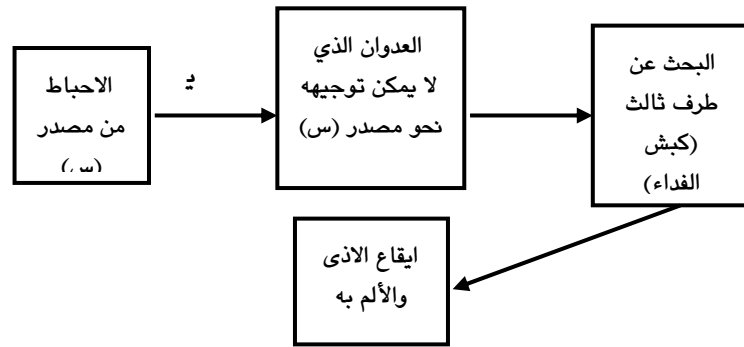 الاحباط
من مصدر
(س)
يـ
العدوان الذي
لا يمكن توجيهه
نحو مصدر (س)
البحث عن
طرف ثالث
(كبش
الفداء)
ايقاع الاذى
والألم به